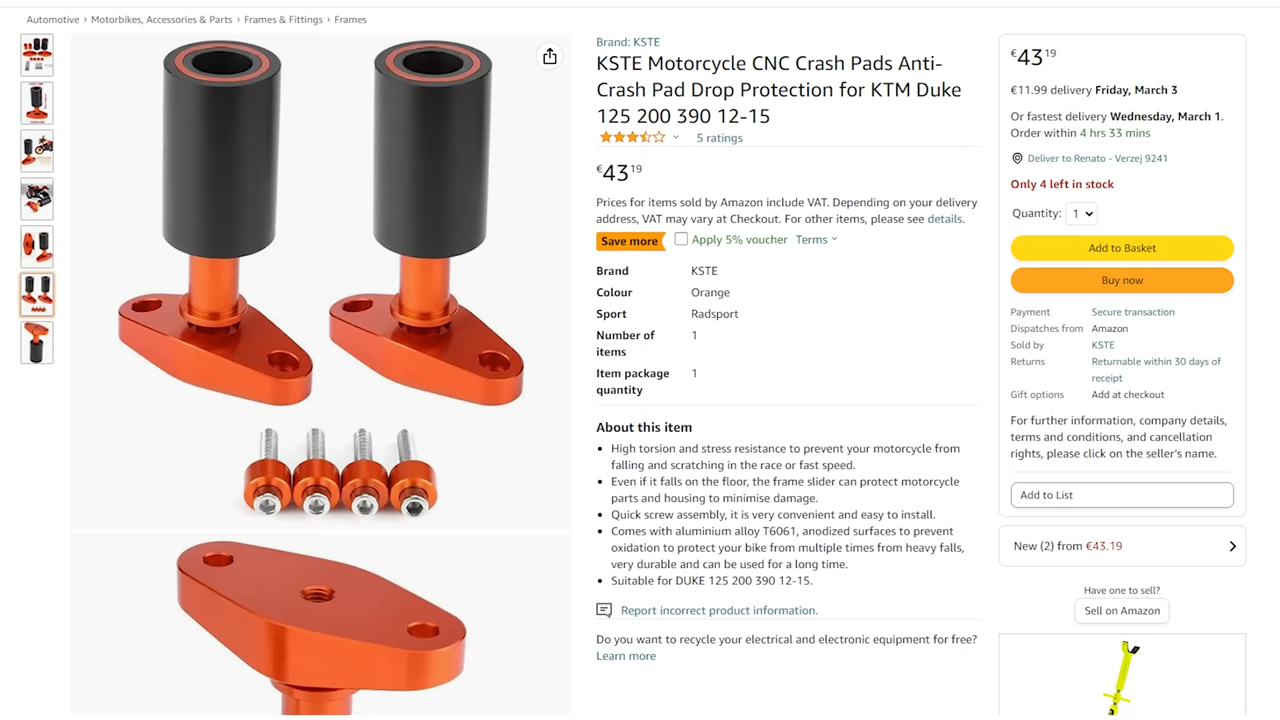 Automotive › Motorbikes, Accessories & Parts › Frames & Fittings › Frames
Brand: KSTE
KSTE Motorcycle CNC Crash Pads Anti-
Crash Pad Drop Protection for KTM Duke
125 200 390 12-15
5 ratings
€43 19
Prices for items sold by Amazon include VAT. Depending on your delivery
address, VAT may vary at Checkout. For other items, please see details.
Save more Apply 5% voucher Terms
Brand KSTE
Colour Orange
Sport Radsport
Number of 1
items
Item package 1
quantity
About this item
• High torsion and stress resistance to prevent your motorcycle from
falling and scratching in the race or fast speed.
• Even if it falls on the floor, the frame slider can protect motorcycle
parts and housing to minimise damage.
• Quick screw assembly, it is very convenient and easy to install.
• Comes with aluminium alloy T6061, anodized surfaces to prevent
oxidation to protect your bike from multiple times from heavy falls,
very durable and can be used for a long time.
• Suitable for DUKE 125 200 390 12-15.
Report incorrect product information.
Do you want to recycle your electrical and electronic equipment for free?
Learn more
€43 19
€11.99 delivery Friday, March 3
Or fastest delivery Wednesday, March 1.
Order within 4 hrs 33 mins
Deliver to Renato - Verzej 9241
Only 4 left in stock
Quantity: 1
Add to Basket
Buy now
Payment Secure transaction
Dispatches from Amazon
Sold by KSTE
Returns Returnable within 30 days of
receipt
Gift options Add at checkout
For further information, company details,
terms and conditions, and cancellation
rights, please click on the seller's name.
Add to List
New (2) from €43.19
Have one to sell?
Sell on Amazon